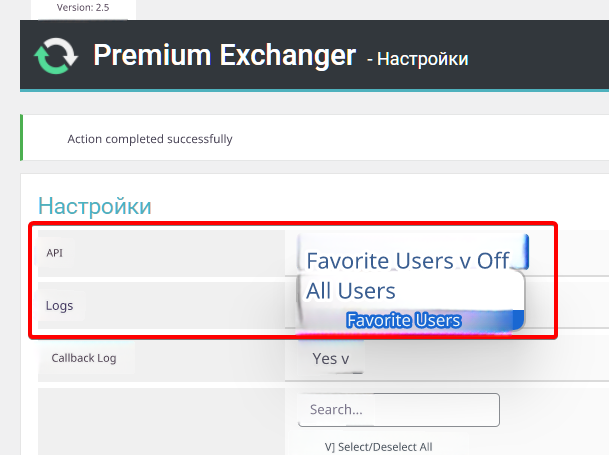 Version: 2.5
Premium Exchanger - Настройки
Action completed successfully
Настройки
API
Favorite Users v Off
All Users
Logs
Favorite Users
Callback Log
Yes v
Search...
V] Select/Deselect All